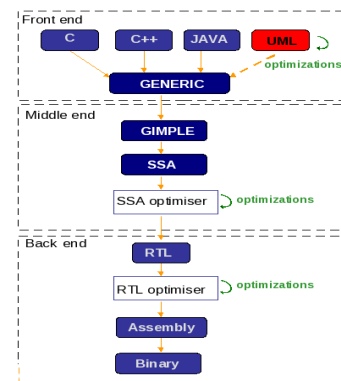 Front end
C C++ JAVA UML
optimizations
GENERIC
Middle end
GIMPLE
SSA
SSA optimiser optimizations
Back end
RTL
RTL optimiser optimizations
Assembly
Binary